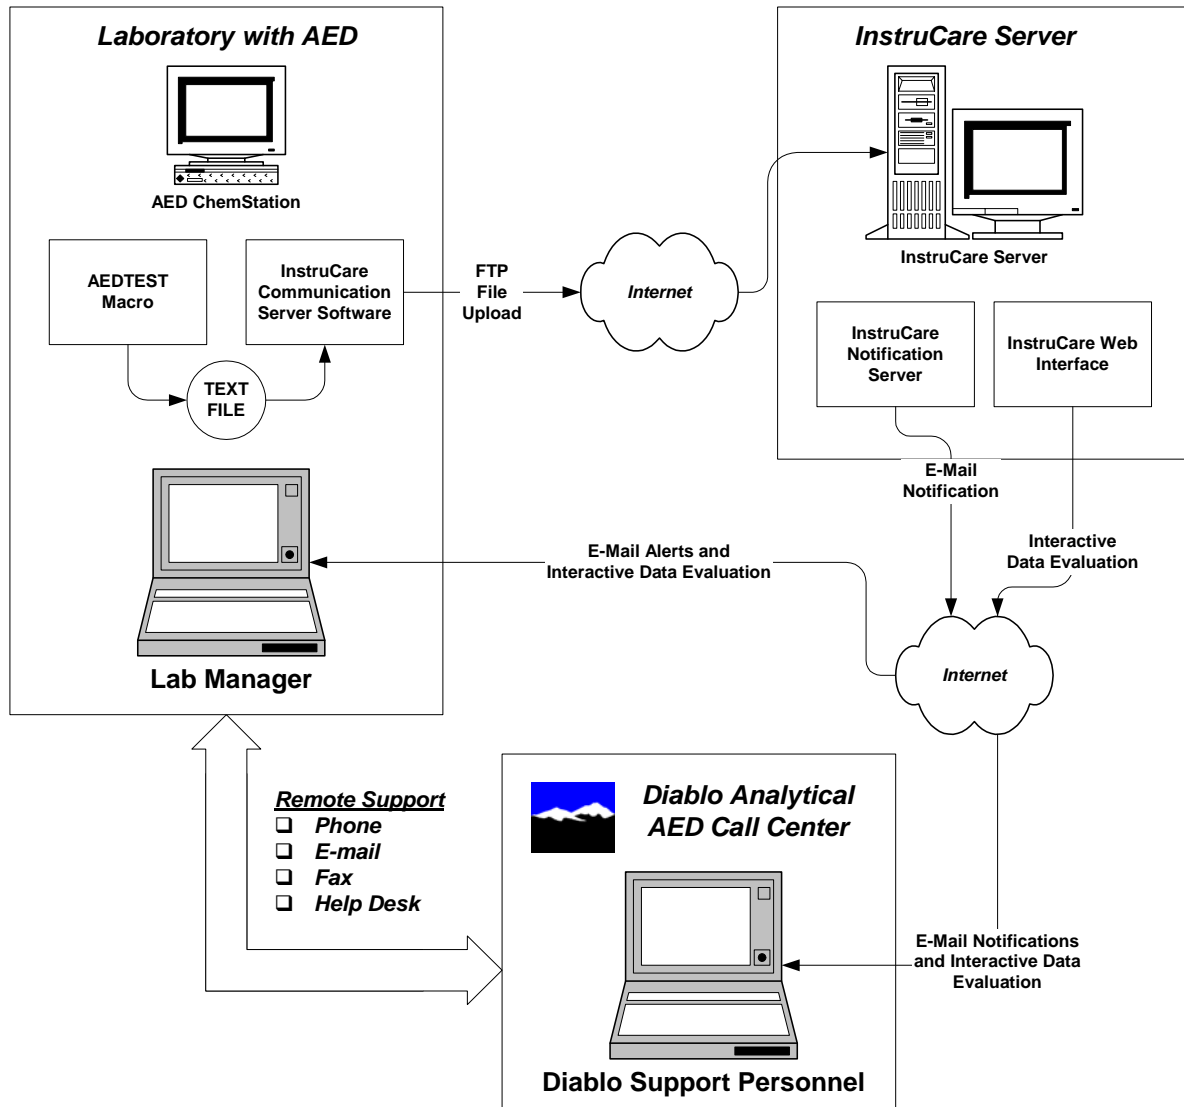 Laboratory with AED
AED ChemStation
AEDTEST
Macro
InstruCare
Communication
Server Software
TEXT
FILE
FTP
File
Upload
Internet
InstruCare Server
InstruCare Server
InstruCare
Notification
Server
InstruCare Web
Interface
E-Mail
Notification
Interactive
Data Evaluation
E-Mail Alerts and
Interactive Data Evaluation
Internet
Lab Manager
Remote Support
Phone
E-mail
Fax
Help Desk
Diablo Analytical
AED Call Center
E-Mail Notifications
and Interactive Data
Evaluation
Diablo Support Personnel